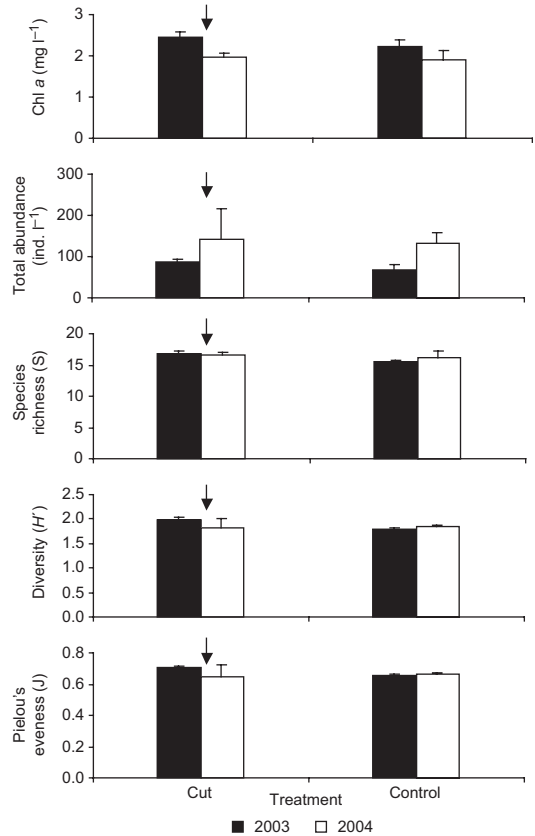 Chl a (mg l−1)
3
2
1
0
Total abundance
(ind. l−1)
300
200
100
0
Species
richness (S)
20
15
10
5
0
Diversity (H′)
2.5
2.0
1.5
1.0
0.5
0.0
Pielou's
eveness (J)
0.8
0.6
0.4
0.2
0.0
Cut
Treatment
Control
2003
2004